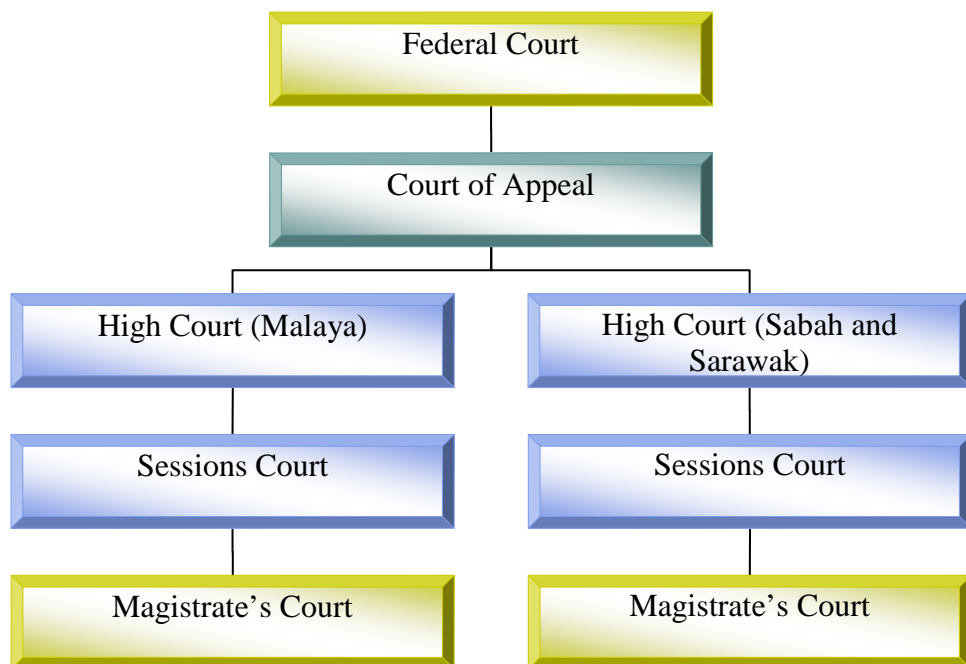 Federal Court
Court of Appeal
High Court (Malaya)
High Court (Sabah and
Sarawak)
Sessions Court
Sessions Court
Magistrate’s Court
Magistrate’s Court